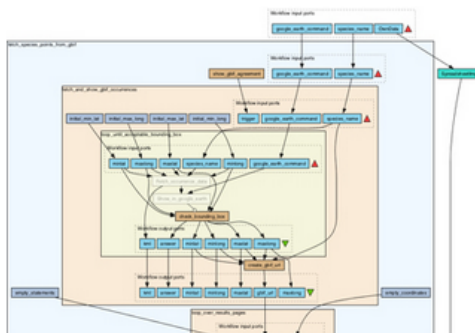 Workflow input ports
google_earth_command species_name
fetch_species_points_from_gbif
Workflow input ports
show_gbif_agreement google_earth_command species_name
fetch_and_show_gbif_occurrences
Workflow input ports
initial_min_lat initial_max_long initial_max_lat initial_min_long trigger google_earth_command species_name
loop_until_acceptable_bounding_box
Workflow input ports
minlat maxlong maxlat species_name minlong google_earth_command
check_bounding_box
Workflow output ports
kml answer minlat minlong maxlat maxlong
create_gbif_url
Workflow output ports
kml answer minlat minlong maxlat gbif_url maxlong
empty_statements empty_coordinates
loop_over_results_pages
Workflow input ports